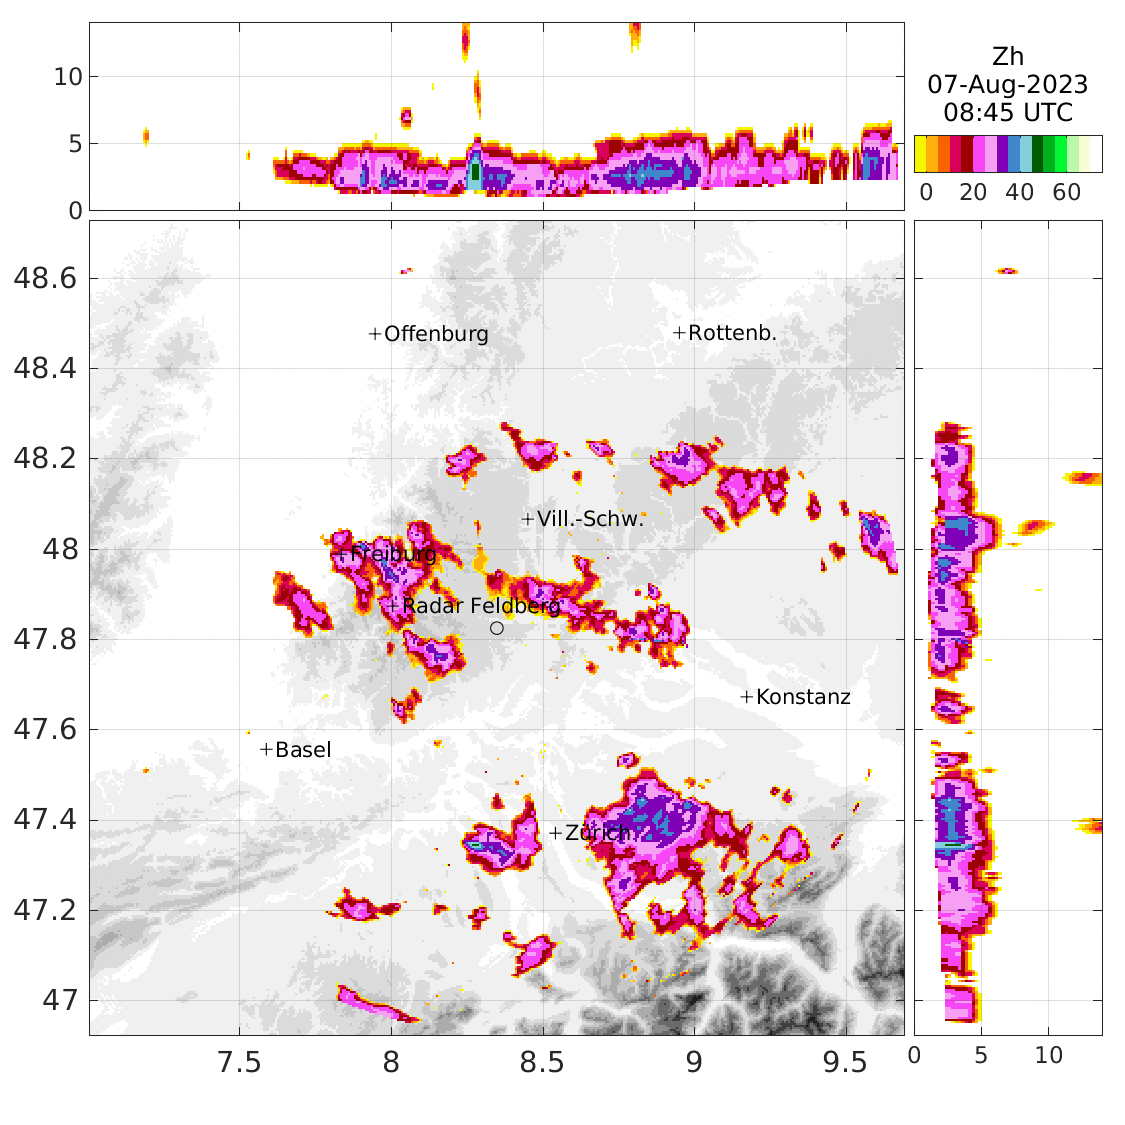 10
5
0
Zh
07-Aug-2023
08:45 UTC
0 20 40 60
48.6
48.4
48.2
48
47.8
47.6
47.4
47.2
47
+Offenburg
+Rottenb.
+Vill.-Schw.
+Freiburg
+Radar Feldberg
+Konstanz
+Basel
+Zürich
7.5 8 8.5 9 9.5
0 5 10